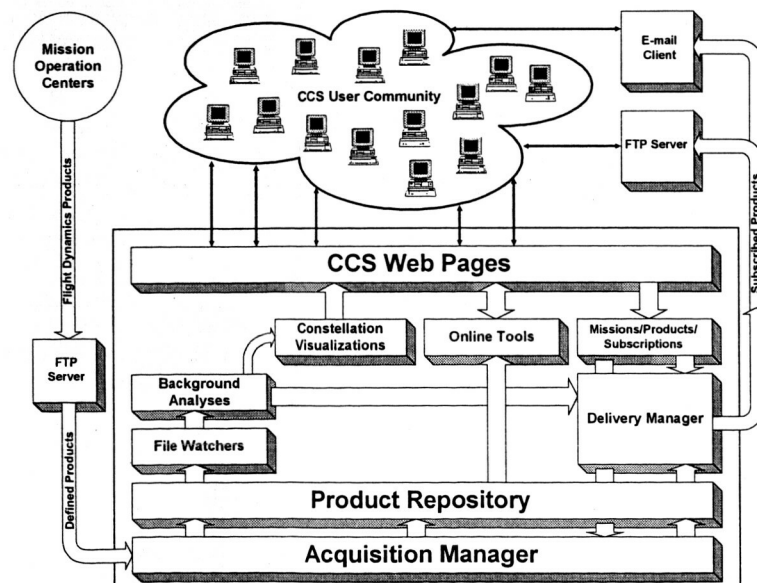 Mission
Operation
Centers
CCS User Community
E-mail
Client
FTP Server
Flight Dynamics Products
Subscribed Products
CCS Web Pages
Constellation
Visualizations
Online Tools
Missions/Products/
Subscriptions
FTP
Server
Background
Analyses
Delivery Manager
File Watchers
Defined Products
Product Repository
Acquisition Manager